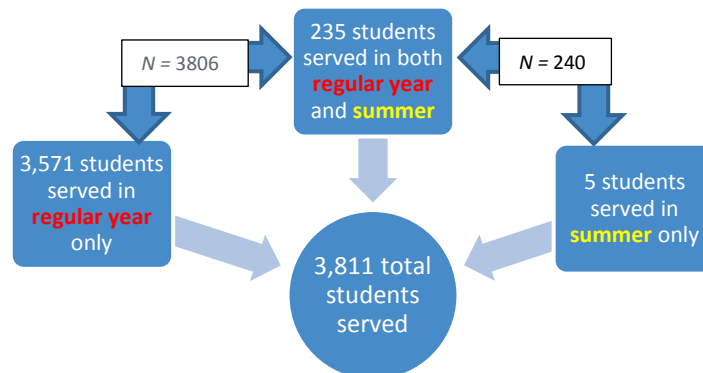 235 students
served in both
regular year
and summer
N = 3806
N = 240
3,571 students
served in
regular year
only
5 students
served in
summer only
3,811 total
students
served